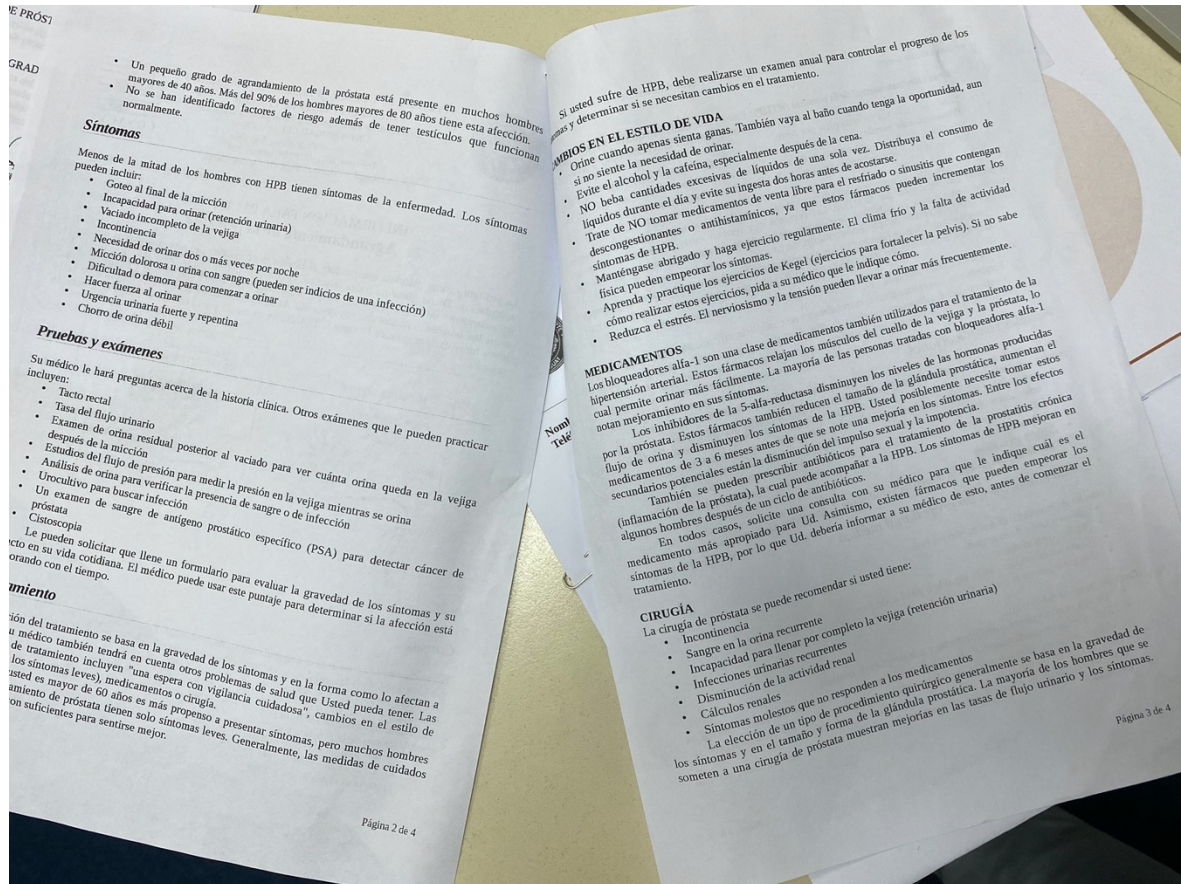 E PRÓST
GRAD
• Un pequeño grado de agrandamiento de la próstata está presente en muchos hombres
mayores de 40 años. Más del 90% de los hombres mayores de 80 años tiene esta afección.
• No se han identificado factores de riesgo además de tener testículos que funcionan
normalmente.
Síntomas
Menos de la mitad de los hombres con HPB tienen síntomas de la enfermedad. Los síntomas
pueden incluir:
• Goteo al final de la micción
• Incapacidad para orinar (retención urinaria)
• Vaciado incompleto de la vejiga
• Incontinencia
• Necesidad de orinar dos o más veces por noche
• Micción dolorosa u orina con sangre (pueden ser indicios de una infección)
• Dificultad o demora para comenzar a orinar
• Hacer fuerza al orinar
• Urgencia urinaria fuerte y repentina
• Chorro de orina débil
Pruebas y exámenes
Su médico le hará preguntas acerca de la historia clínica. Otros exámenes que le pueden practicar
incluyen:
• Tacto rectal
• Tasa del flujo urinario
• Examen de orina residual posterior al vaciado para ver cuánta orina queda en la vejiga
después de la micción
• Estudios del flujo de presión para medir la presión en la vejiga mientras se orina
• Análisis de orina para verificar la presencia de sangre o de infección
• Urocultivo para buscar infección
• Un examen de sangre de antígeno prostático específico (PSA) para detectar cáncer de
próstata
• Cistoscopia
Le pueden solicitar que llene un formulario para evaluar la gravedad de los síntomas y su
cto en su vida cotidiana. El médico puede usar este puntaje para determinar si la afección está
orando con el tiempo.
amiento
ción del tratamiento se basa en la gravedad de los síntomas y en la forma como lo afectan a
u médico también tendrá en cuenta otros problemas de salud que Usted pueda tener. Las
de tratamiento incluyen "una espera con vigilancia cuidadosa", cambios en el estilo de
los síntomas leves), medicamentos o cirugía.
usted es mayor de 60 años es más propenso a presentar síntomas, pero muchos hombres
amiento de próstata tienen solo síntomas leves. Generalmente, las medidas de cuidados
on suficientes para sentirse mejor.
Página 2 de 4
Nomb
Telé
Si usted sufre de HPB, debe realizarse un examen anual para controlar el progreso de los
omas y determinar si se necesitan cambios en el tratamiento.
MBIOS EN EL ESTILO DE VIDA
• Orine cuando apenas sienta ganas. También vaya al baño cuando tenga la oportunidad, aun
si no siente la necesidad de orinar.
• Evite el alcohol y la cafeína, especialmente después de la cena.
• NO beba cantidades excesivas de líquidos de una sola vez. Distribuya el consumo de
líquidos durante el día y evite su ingesta dos horas antes de acostarse.
• Trate de NO tomar medicamentos de venta libre para el resfriado o sinusitis que contengan
descongestionantes o antihistamínicos, ya que estos fármacos pueden incrementar los
síntomas de HPB.
• Manténgase abrigado y haga ejercicio regularmente. El clima frío y la falta de actividad
física pueden empeorar los síntomas.
• Aprenda y practique los ejercicios de Kegel (ejercicios para fortalecer la pelvis). Si no sabe
cómo realizar estos ejercicios, pida a su médico que le indique cómo.
• Reduzca el estrés. El nerviosismo y la tensión pueden llevar a orinar más frecuentemente.
MEDICAMENTOS
Los bloqueadores alfa-1 son una clase de medicamentos también utilizados para el tratamiento de la
hipertensión arterial. Estos fármacos relajan los músculos del cuello de la vejiga y la próstata, lo
cual permite orinar más fácilmente. La mayoría de las personas tratadas con bloqueadores alfa-1
notan mejoramiento en sus síntomas.
Los inhibidores de la 5-alfa-reductasa disminuyen los niveles de las hormonas producidas
por la próstata. Estos fármacos también reducen el tamaño de la glándula prostática, aumentan el
flujo de orina y disminuyen los síntomas de la HPB. Usted posiblemente necesite tomar estos
medicamentos de 3 a 6 meses antes de que se note una mejoría en los síntomas. Entre los efectos
secundarios potenciales están la disminución del impulso sexual y la impotencia.
También se pueden prescribir antibióticos para el tratamiento de la prostatitis crónica
(inflamación de la próstata), la cual puede acompañar a la HPB. Los síntomas de HPB mejoran en
algunos hombres después de un ciclo de antibióticos.
En todos casos, solicite una consulta con su médico para que le indique cuál es el
medicamento más apropiado para Ud. Asimismo, existen fármacos que pueden empeorar los
síntomas de la HPB, por lo que Ud. debería informar a su médico de esto, antes de comenzar el
tratamiento.
CIRUGÍA
La cirugía de próstata se puede recomendar si usted tiene:
• Incontinencia
• Sangre en la orina recurrente
• Incapacidad para llenar por completo la vejiga (retención urinaria)
• Infecciones urinarias recurrentes
• Disminución de la actividad renal
• Cálculos renales
• Síntomas molestos que no responden a los medicamentos
La elección de un tipo de procedimiento quirúrgico generalmente se basa en la gravedad de
los síntomas y en el tamaño y forma de la glándula prostática. La mayoría de los hombres que se
someten a una cirugía de próstata muestran mejorías en las tasas de flujo urinario y los síntomas.
Página 3 de 4